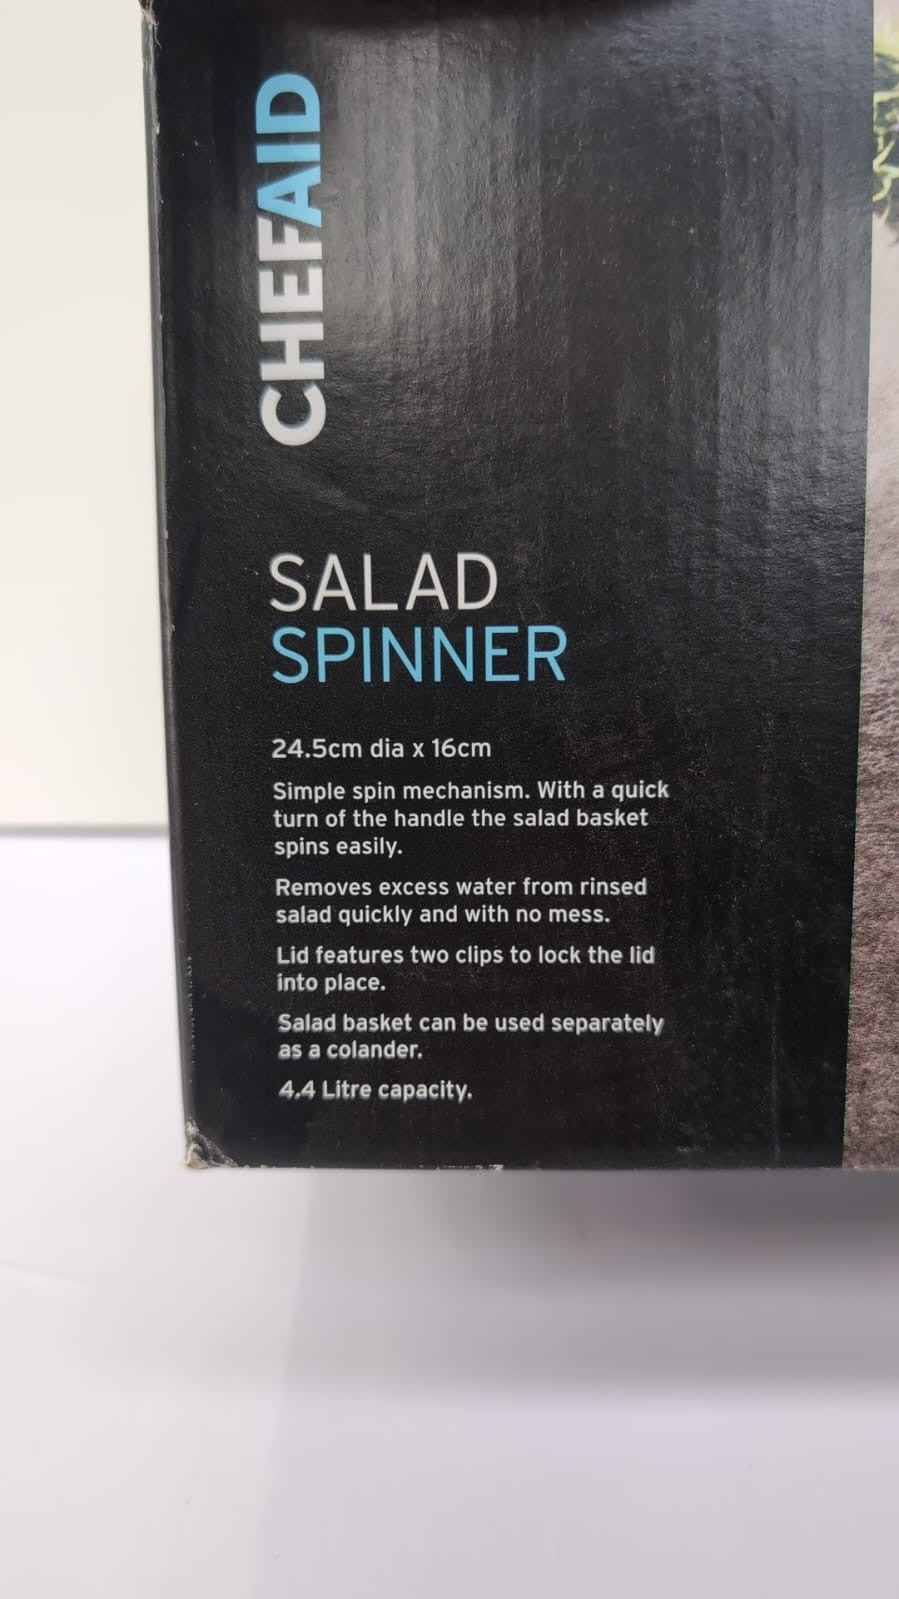 CHEFAID
SALAD
SPINNER
24.5cm dia x 16cm
Simple spin mechanism. With a quick
turn of the handle the salad basket
spins easily.
Removes excess water from rinsed
salad quickly and with no mess.
Lid features two clips to lock the lid
into place.
Salad basket can be used separately
as a colander.
4.4 Litre capacity.